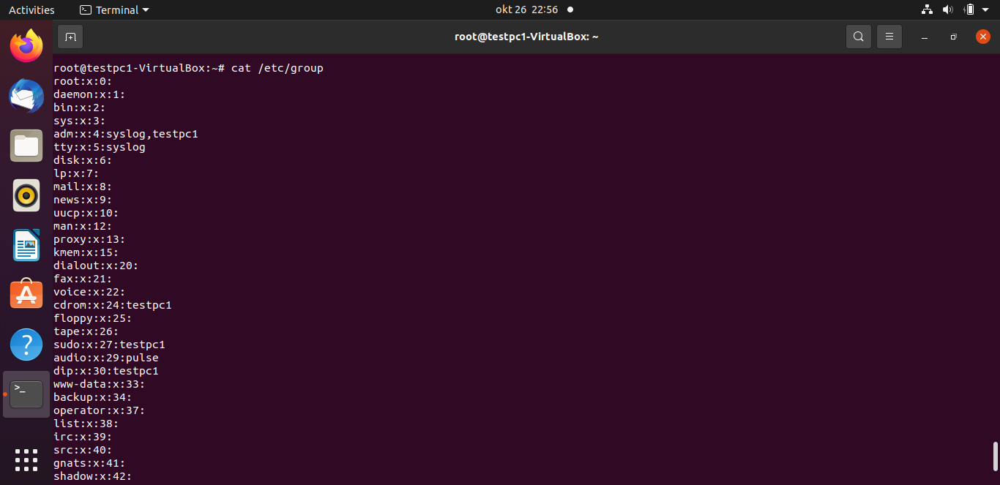 Activities
Terminal
okt 26 22:56
root@testpc1-VirtualBox: ~
root@testpc1-VirtualBox:~# cat /etc/group
root:x:0:
daemon:x:1:
bin:x:2:
sys:x:3:
adm:x:4:syslog,testpc1
tty:x:5:syslog
disk:x:6:
lp:x:7:
mail:x:8:
news:x:9:
uucp:x:10:
man:x:12:
proxy:x:13:
kmem:x:15:
dialout:x:20:
fax:x:21:
voice:x:22:
cdrom:x:24:testpc1
floppy:x:25:
tape:x:26:
sudo:x:27:testpc1
audio:x:29:pulse
dip:x:30:testpc1
www-data:x:33:
backup:x:34:
operator:x:37:
list:x:38:
irc:x:39:
src:x:40:
gnats:x:41:
shadow:x:42: